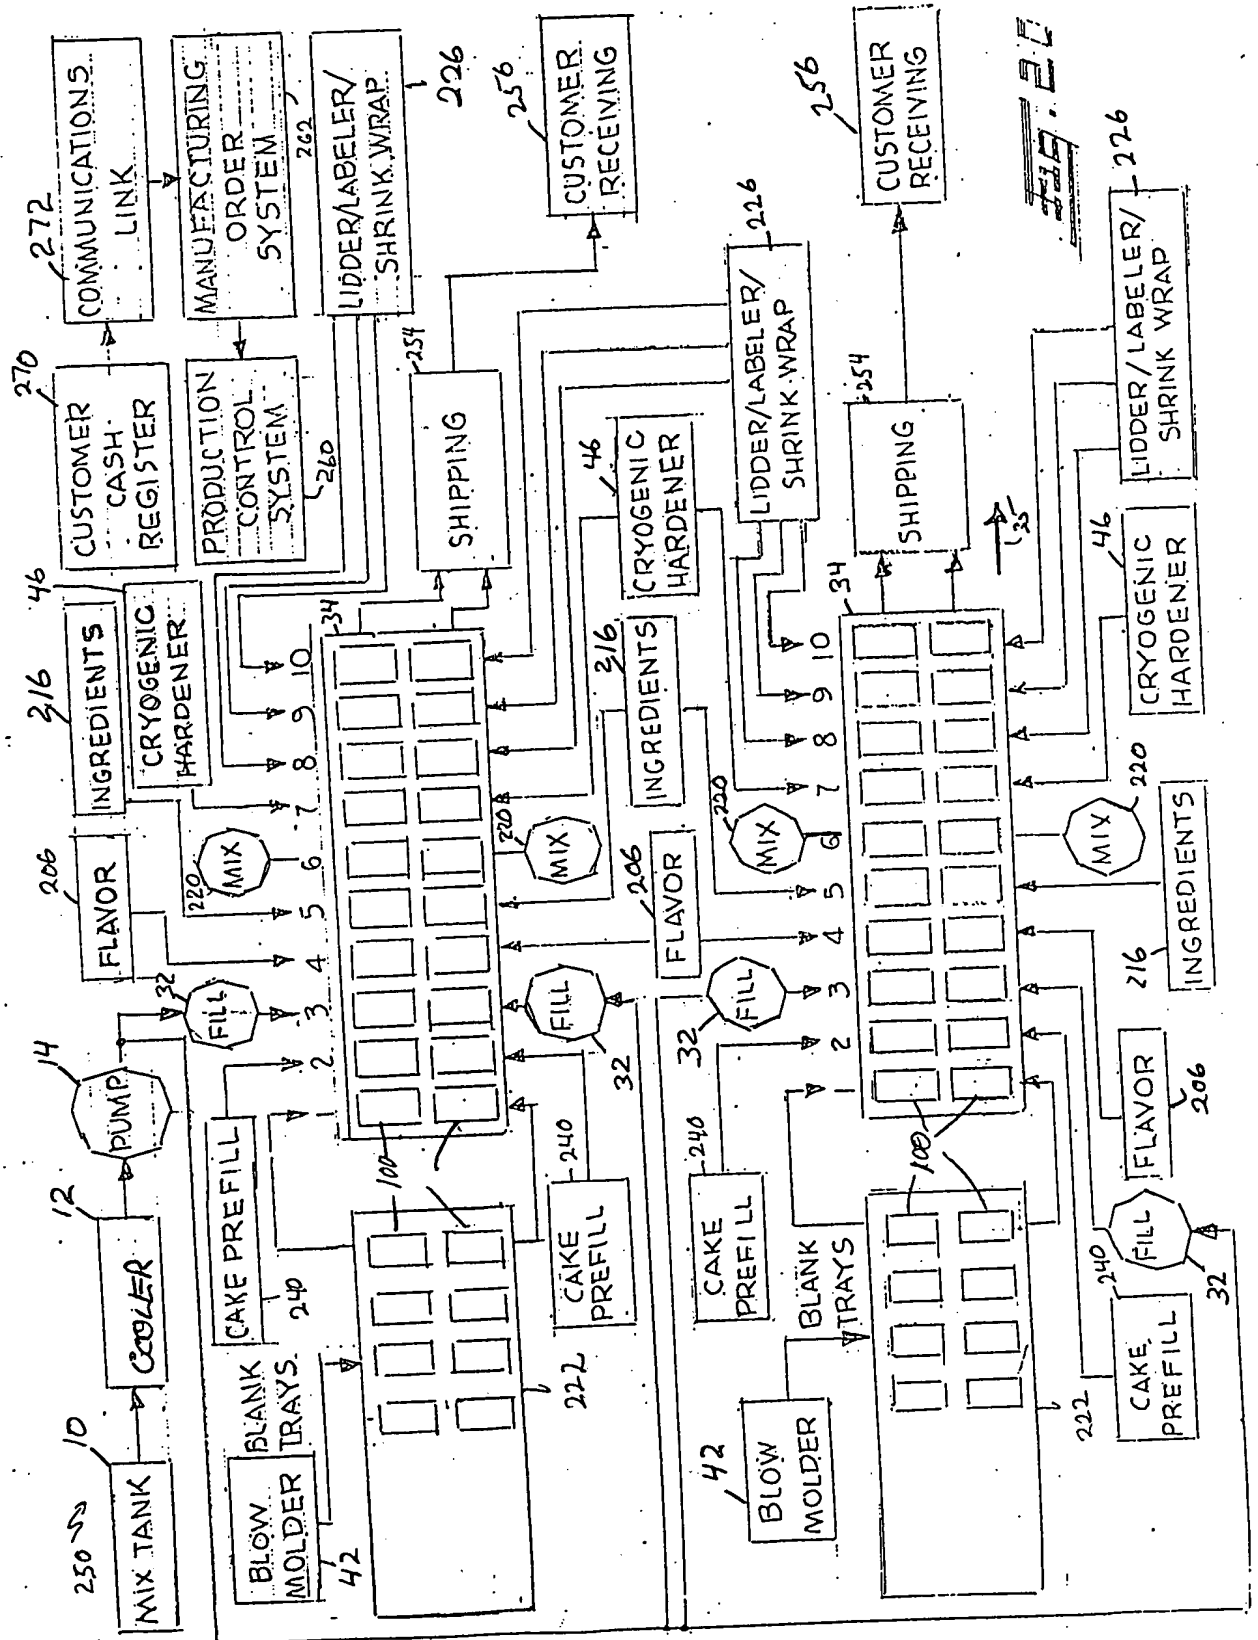 250
10
MIX TANK
12
COOLER
14
PUMP
206
FLAVOR
216
INGREDIENTS
46
CRYOGENIC
HARDENER
270
CUSTOMER
CASH
REGISTER
272
COMMUNICATIONS
LINK
MANUFACTURING
ORDER
SYSTEM
262
PRODUCTION
CONTROL
SYSTEM
260
LIDDER/LABELER/
SHRINK WRAP
226
32
FILL
220
MIX
CAKE PREFILL
240
BLANK
TRAYS
BLOW
MOLDER
42
1 2 3 4 5 6 7 8 9 10
34
100
222
254
SHIPPING
256
CUSTOMER
RECEIVING
240
CAKE
PREFILL
FILL
32
220
MIX
206
FLAVOR
216
INGREDIENTS
46
CRYOGENIC
HARDENER
226
LIDDER/LABELER/
SHRINK WRAP
32
FILL
220
MIX
240
CAKE
PREFILL
BLANK
TRAYS
42
BLOW
MOLDER
1 2 3 4 5 6 7 8 9 10
34
100
222
254
SHIPPING
35
256
CUSTOMER
RECEIVING
240
CAKE
PREFILL
FILL
32
FLAVOR
206
216
INGREDIENTS
MIX
220
46
CRYOGENIC
HARDENER
LIDDER/LABELER/
SHRINK WRAP
226